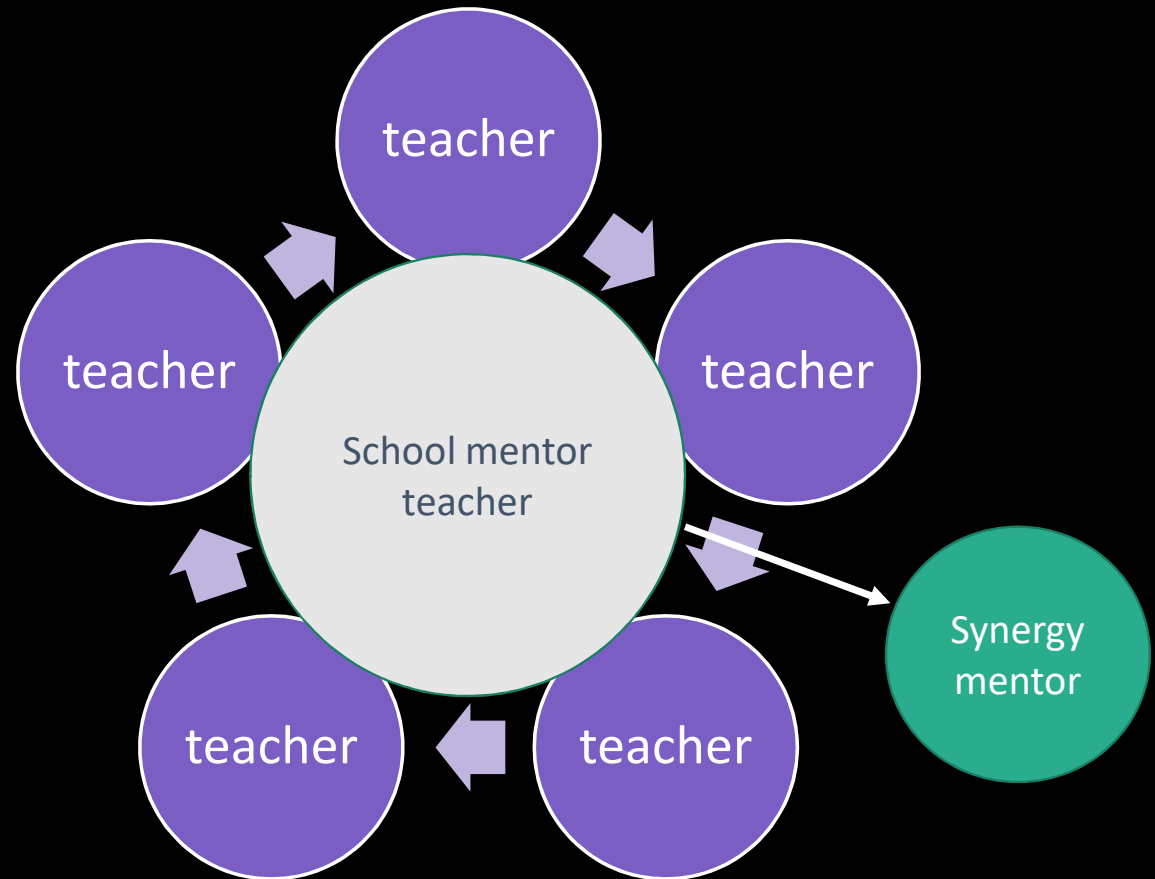 teacher
teacher
teacher
School mentor
teacher
Synergy
mentor
teacher
teacher